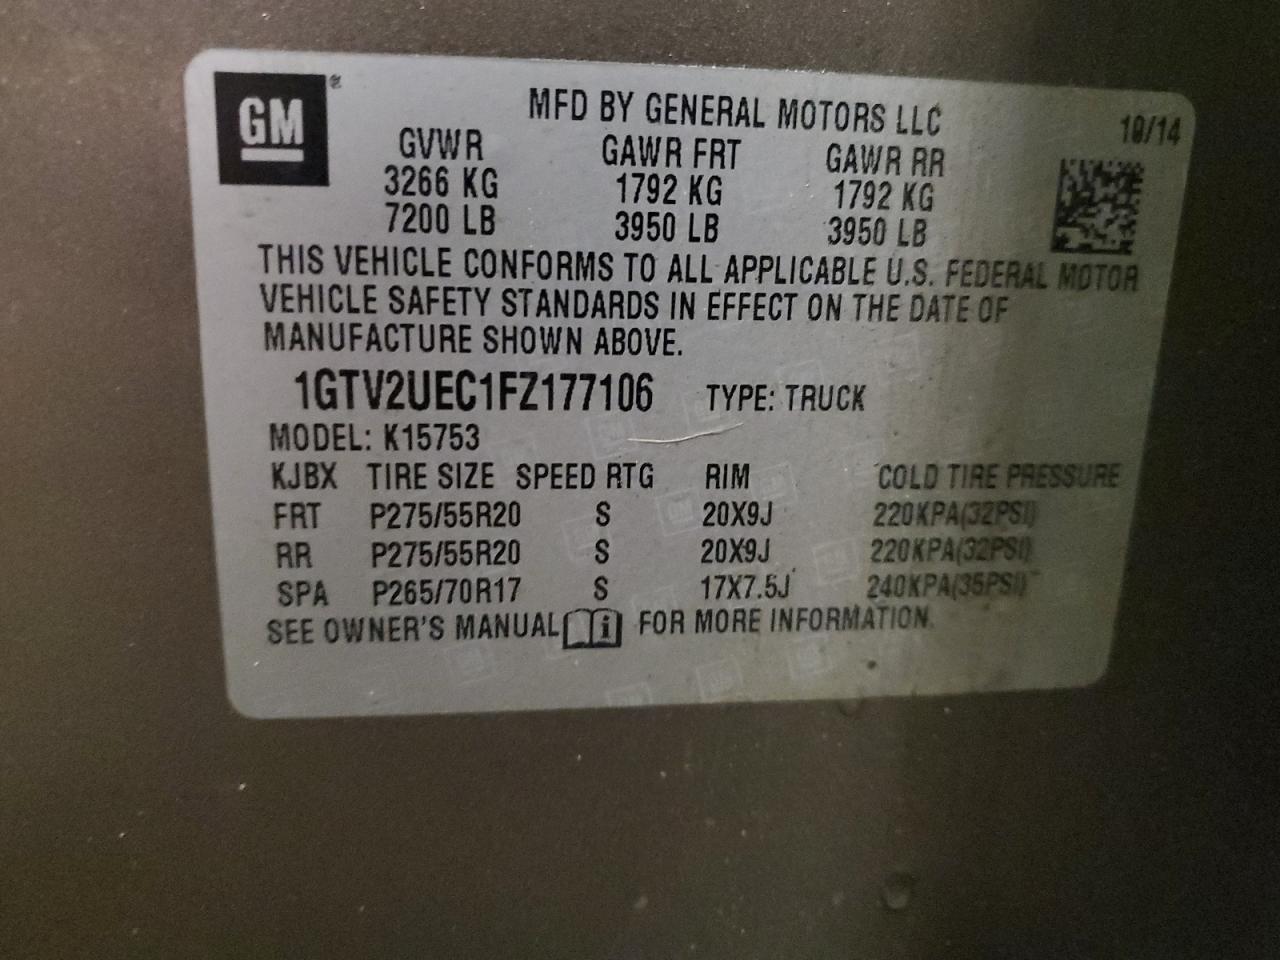 GM
MFD BY GENERAL MOTORS LLC 10/14
GVWR GAWR FRT GAWR RR
3266 KG 1792 KG 1792 KG
7200 LB 3950 LB 3950 LB
THIS VEHICLE CONFORMS TO ALL APPLICABLE U.S. FEDERAL MOTOR
VEHICLE SAFETY STANDARDS IN EFFECT ON THE DATE OF
MANUFACTURE SHOWN ABOVE.
1GTV2UEC1FZ177106 TYPE: TRUCK
MODEL: K15753
KJBX TIRE SIZE SPEED RTG RIM COLD TIRE PRESSURE
FRT P275/55R20 S 20X9J 220KPA(32PSI)
RR P275/55R20 S 20X9J 220KPA(32PSI)
SPA P265/70R17 S 17X7.5J 240KPA(35PSI)
SEE OWNER'S MANUAL i FOR MORE INFORMATION.